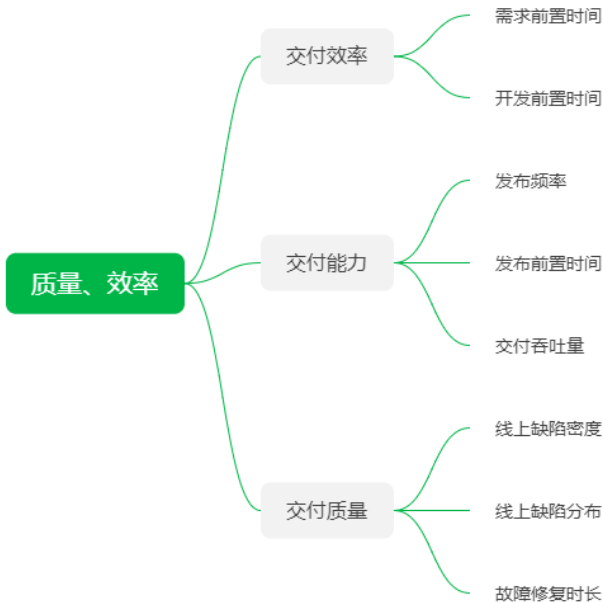 质量、效率
交付效率
需求前置时间
开发前置时间
交付能力
发布频率
发布前置时间
交付吞吐量
交付质量
线上缺陷密度
线上缺陷分布
故障修复时长